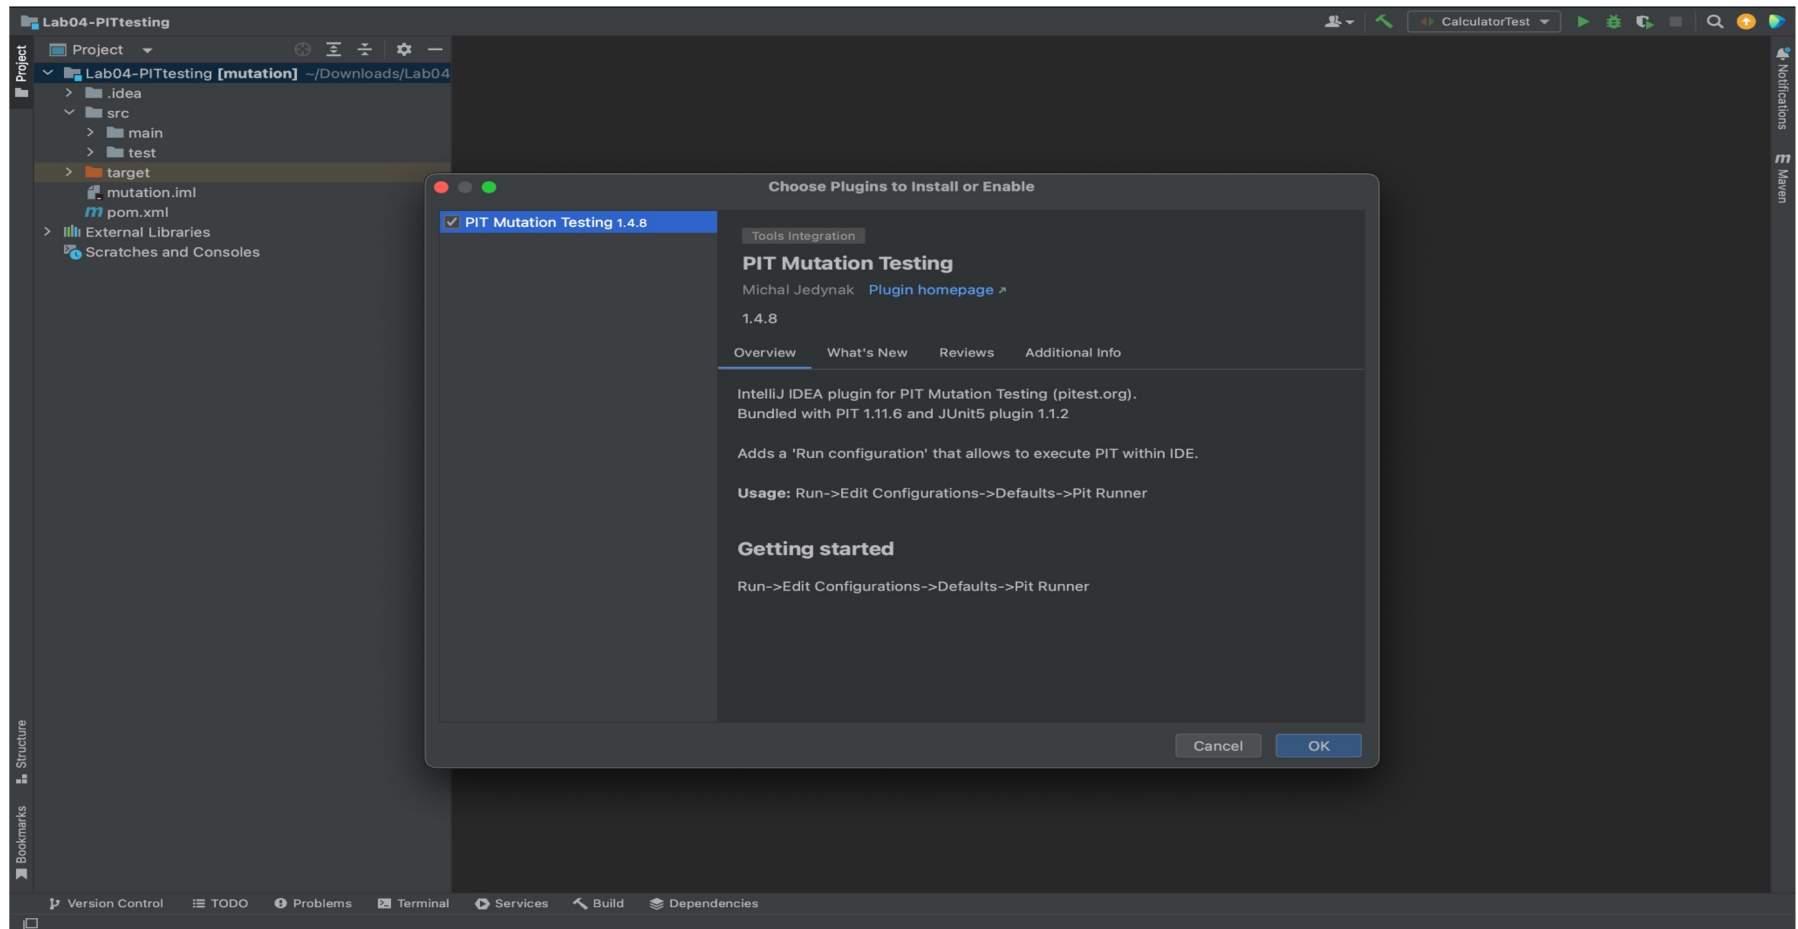 Lab04-PITtesting
CalculatorTest
Project
Project
Lab04-PITtesting [mutation] ~/Downloads/Lab04
.idea
src
main
test
target
mutation.iml
pom.xml
External Libraries
Scratches and Consoles
Choose Plugins to Install or Enable
PIT Mutation Testing 1.4.8
Tools Integration
PIT Mutation Testing
Michal Jedynak Plugin homepage
1.4.8
Overview What's New Reviews Additional Info
IntelliJ IDEA plugin for PIT Mutation Testing (pitest.org).
Bundled with PIT 1.11.6 and JUnit5 plugin 1.1.2
Adds a 'Run configuration' that allows to execute PIT within IDE.
Usage: Run->Edit Configurations->Defaults->Pit Runner
Getting started
Run->Edit Configurations->Defaults->Pit Runner
Cancel OK
Notifications
m Maven
Structure
Bookmarks
Version Control TODO Problems Terminal Services Build Dependencies